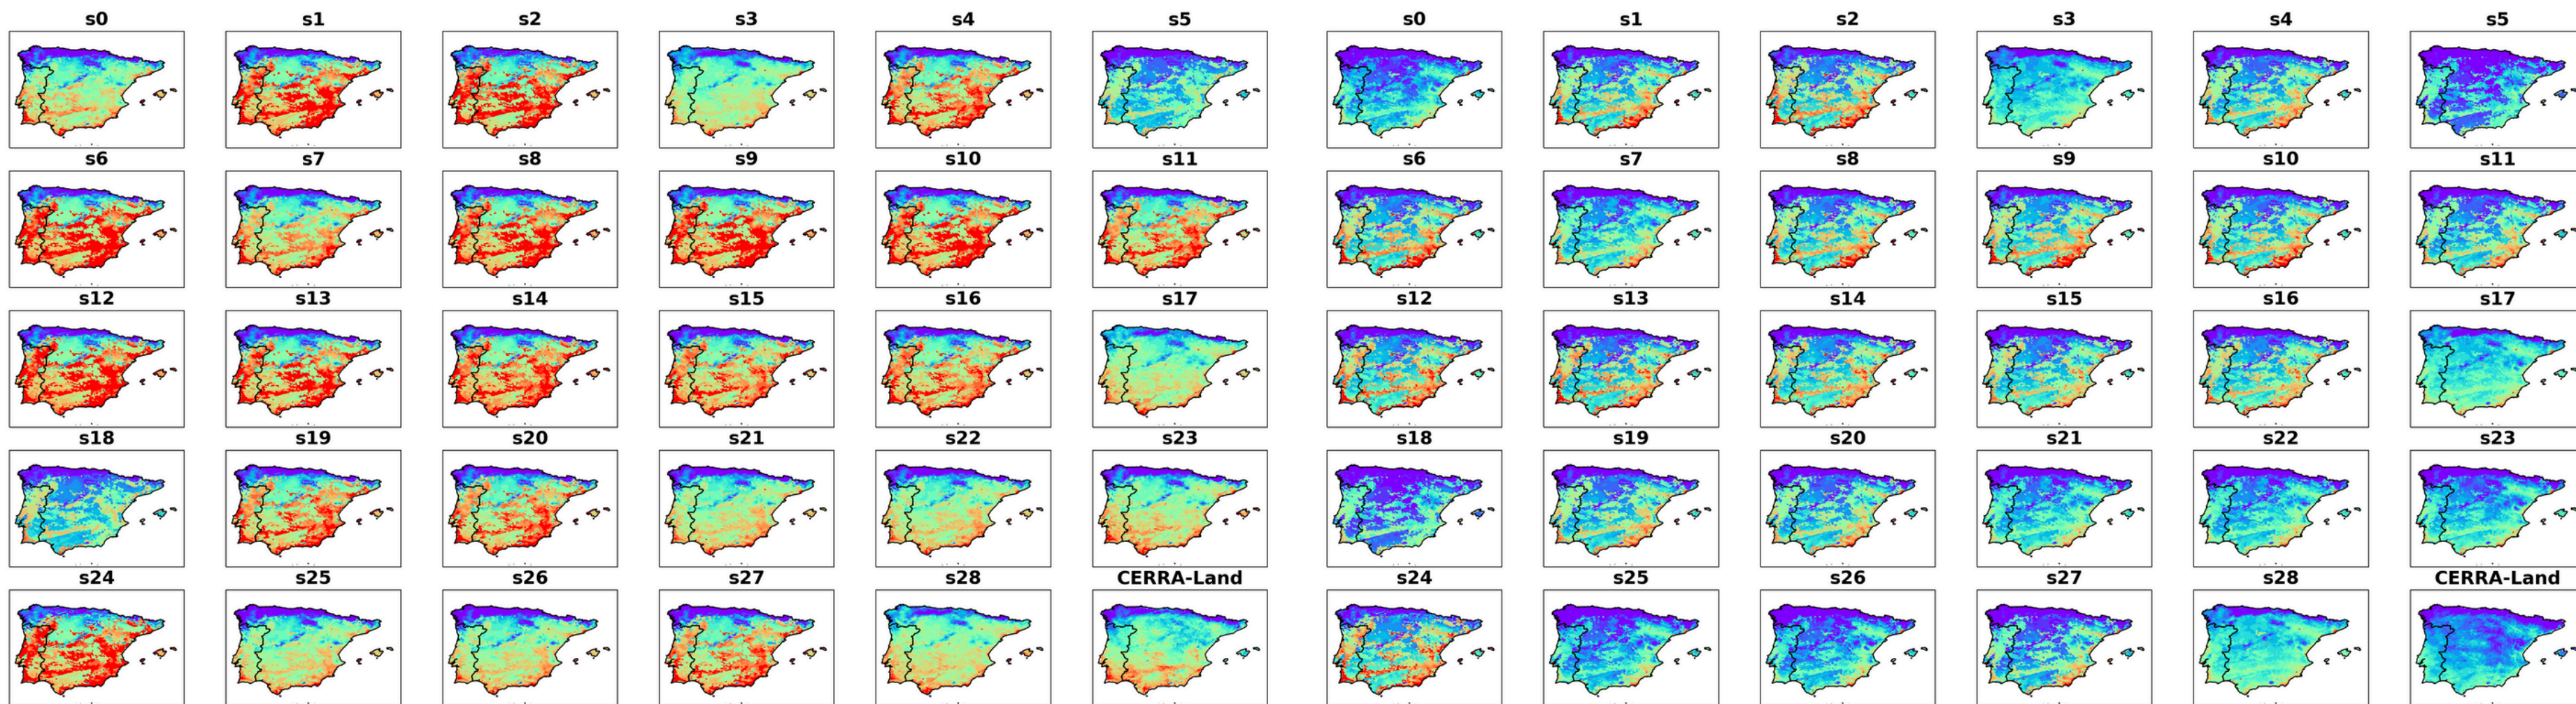 s0 s1 s2 s3 s4 s5 s0 s1 s2 s3 s4 s5
s6 s7 s8 s9 s10 s11 s6 s7 s8 s9 s10 s11
s12 s13 s14 s15 s16 s17 s12 s13 s14 s15 s16 s17
s18 s19 s20 s21 s22 s23 s18 s19 s20 s21 s22 s23
s24 s25 s26 s27 s28 CERRA-Land s24 s25 s26 s27 s28 CERRA-Land